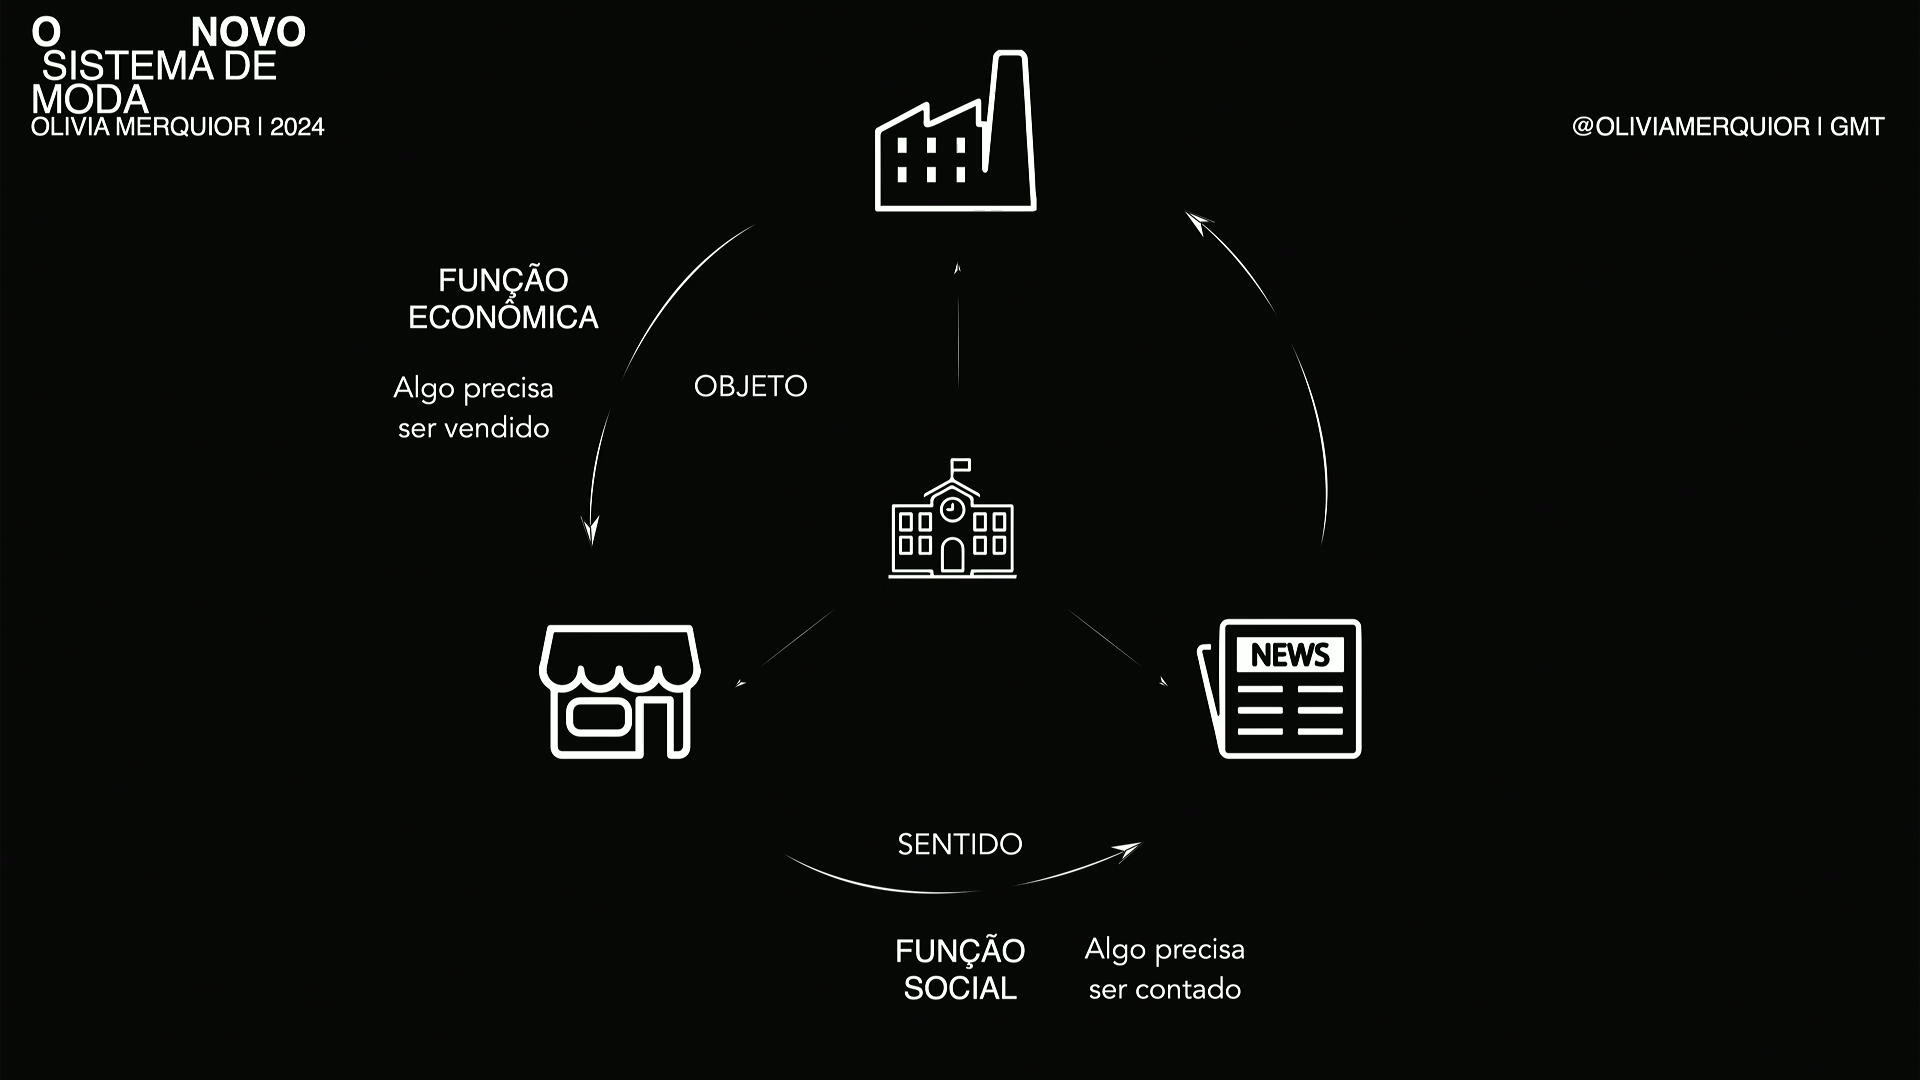 O NOVO
SISTEMA DE
MODA
OLIVIA MERQUIOR | 2024
@OLIVIAMERQUIOR | GMT
FUNÇÃO
ECONÔMICA
Algo precisa
ser vendido
OBJETO
NEWS
SENTIDO
FUNÇÃO
SOCIAL
Algo precisa
ser contado